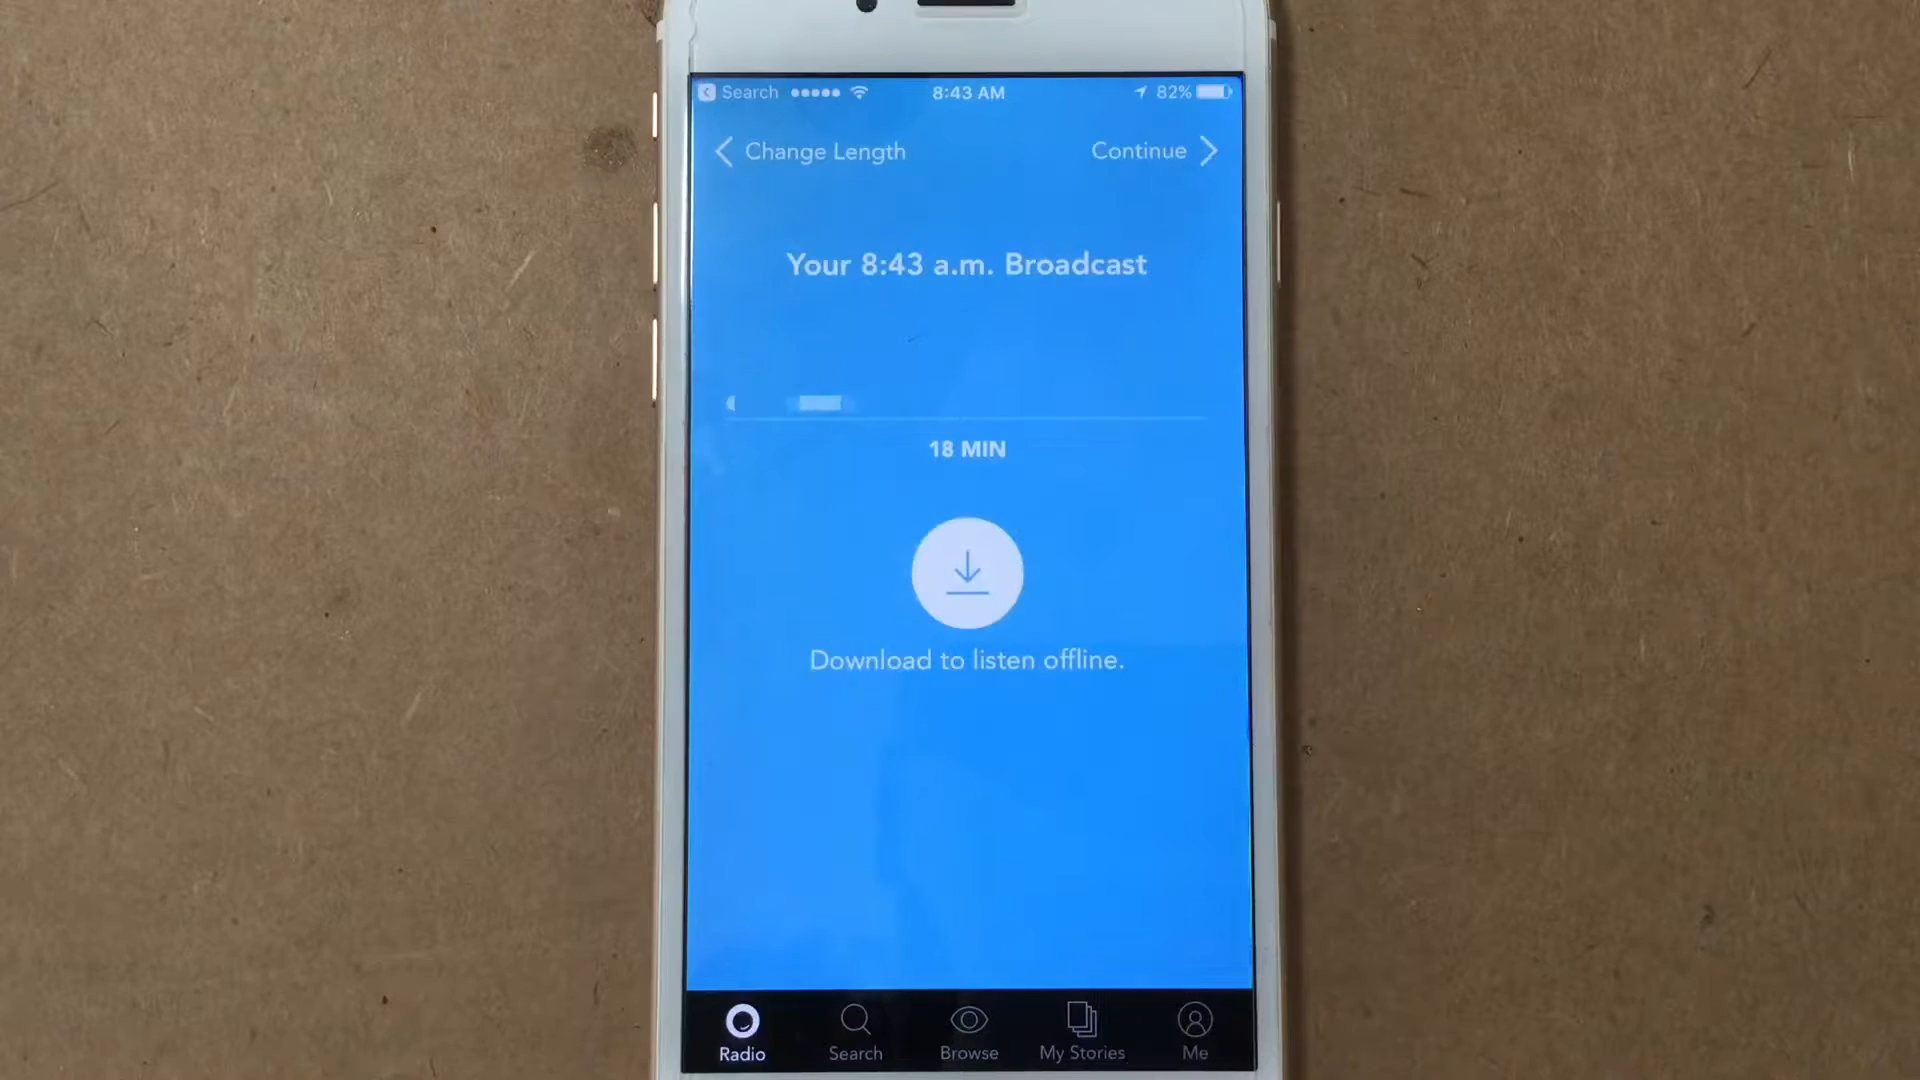 Search 8:43 AM 82%
Change Length Continue
Your 8:43 a.m. Broadcast
18 MIN
Download to listen offline.
Radio Search Browse My Stories Me